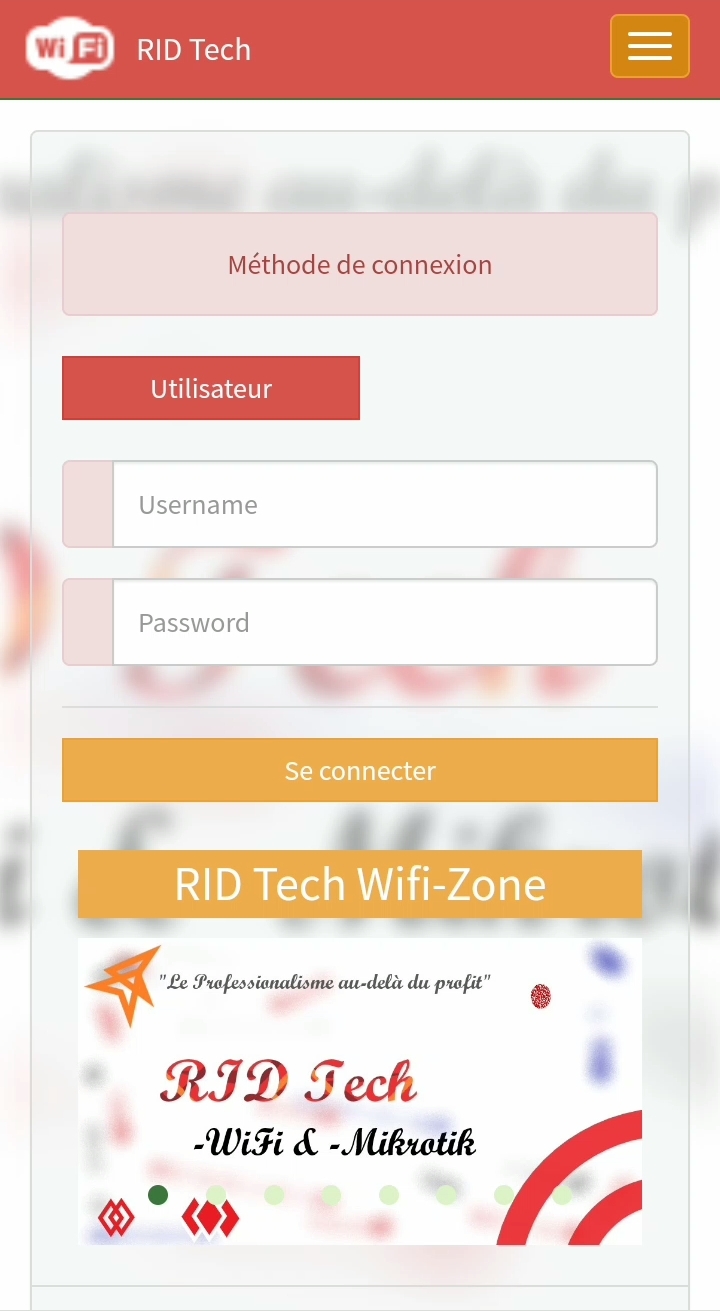 Wi Fi RID Tech
Méthode de connexion
Utilisateur
Username
Password
Se connecter
RID Tech Wifi-Zone
"Le Professionalisme au-delà du profit"
RID Tech
-WiFi & -Mikrotik